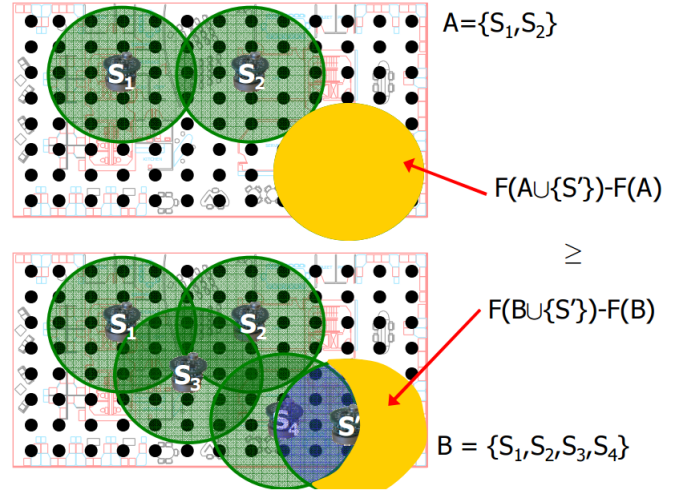 A={S₁,S₂}
S₁ S₂
F(A∪{S′})-F(A)
≥
F(B∪{S′})-F(B)
S₁ S₂
S₃
S₄ S′
B = {S₁,S₂,S₃,S₄}